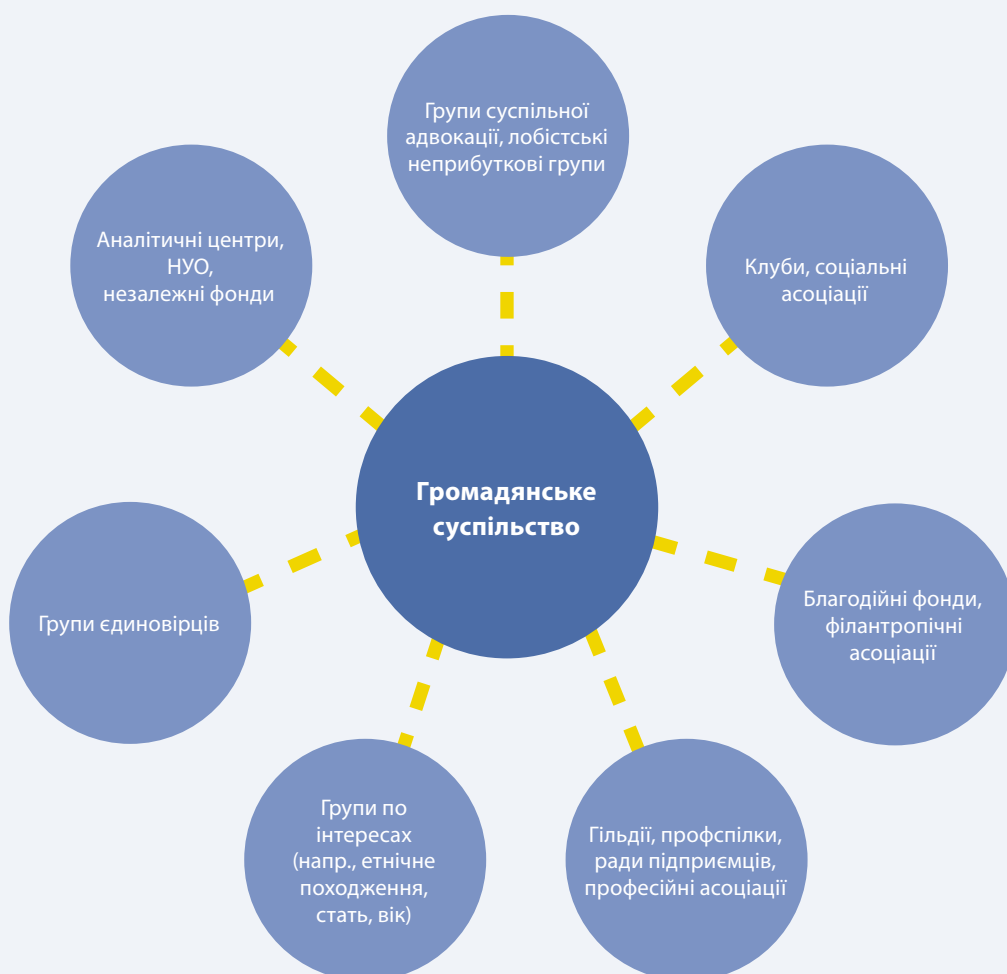 Групи суспільної
адвокації, лобістські
неприбуткові групи
Аналітичні центри,
НУО,
незалежні фонди
Клуби, соціальні
асоціації
Громадянське
суспільство
Групи єдиновірців
Благодійні фонди,
філантропічні
асоціації
Групи по
інтересах
(напр., етнічне
походження,
стать, вік)
Гільдії, профспілки,
ради підприємців,
професійні асоціації